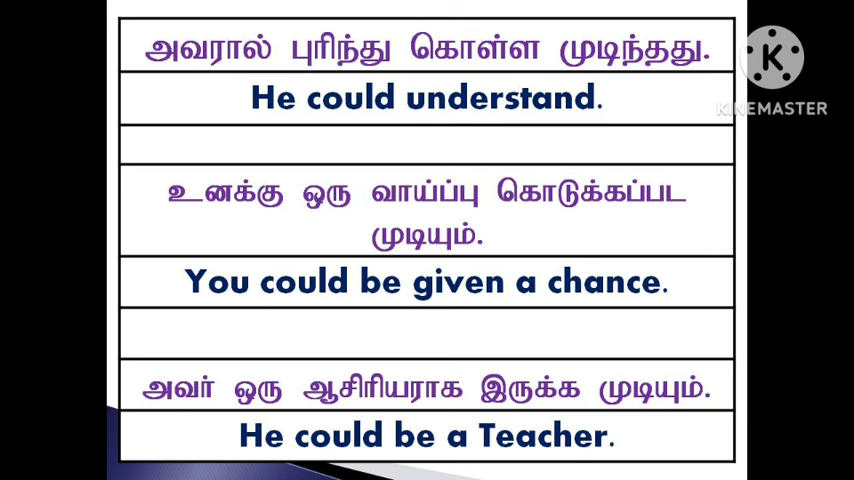 அவரால் புரிந்து கொள்ள முடிந்தது.
He could understand.
உனக்கு ஒரு வாய்ப்பு கொடுக்கப்பட
முடியும்.
You could be given a chance.
அவர் ஒரு ஆசிரியராக இருக்க முடியும்.
He could be a Teacher.
K
KINEMASTER